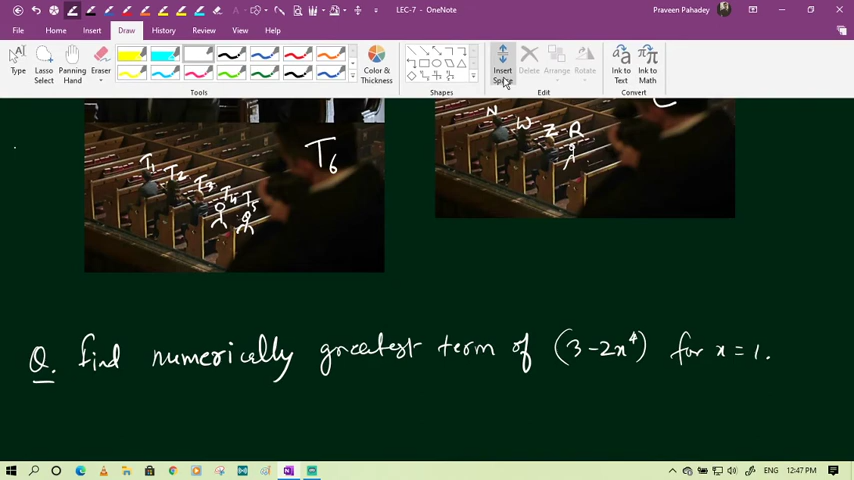 LEC-7 - OneNote
Praveen Pahadey
File Home Insert Draw History Review View Help
Type Lasso Select Panning Hand Eraser Color & Thickness Insert Space Delete Arrange Rotate Ink to Text Ink to Math
Tools Shapes Edit Convert
N W Z R C
T1 T2 T3 T4 T5 T6
Q. find numerically greatest term of (3-2x⁴) for x = 1.
ENG 12:47 PM